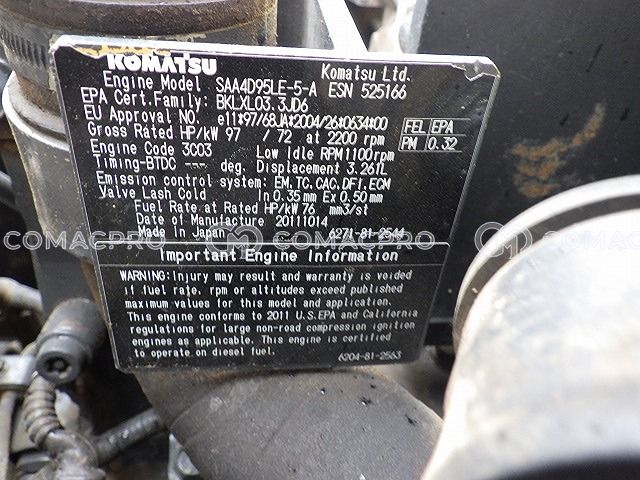 KOMATSU
Komatsu Ltd.
Engine Model SAA4D95LE-5-A ESN 525166
EPA Cert.Family: BKLXL03.3JD6
EU Approval NO. e11*97/68JA*2004/26*0634*00
Gross Rated HP/kW 97 / 72 at 2200 rpm
FEL EPA
PM 0.32
Engine Code 3C03 Low Idle RPM1100rpm
Timing-BTDC --- deg. Displacement 3.261L
Emission control system: EM,TC,CAC,DFI,ECM
Valve Lash Cold In 0.35mm Ex 0.50mm
Fuel Rate at Rated HP/kW 76 mm3/st
Date of Manufacture 20111014
Made in Japan 6271-81-2544
COMACPRO COMACPRO COMACPRO
Important Engine Information
WARNING:Injury may result and warranty is voided
if fuel rate, rpm or altitudes exceed published
maximum values for this model and application.
This engine conforms to 2011 U.S.EPA and California
regulations for large non-road compression ignition
engines as applicable. This engine is certified
to operate on diesel fuel.
6204-81-2563